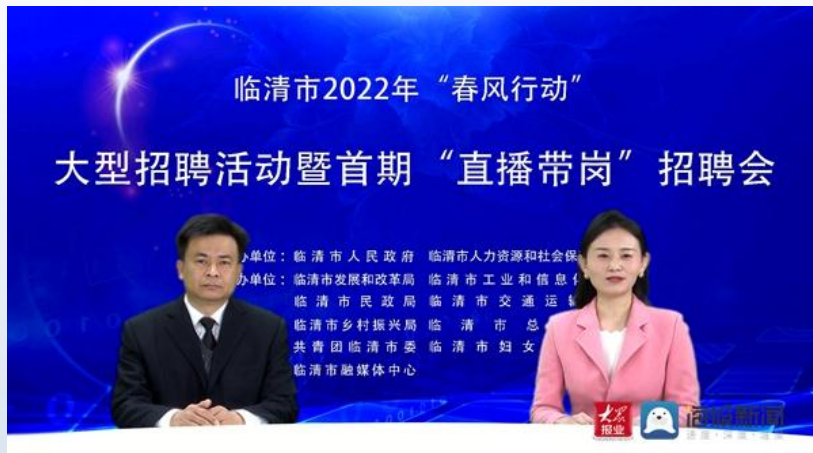 临清市2022年“春风行动”
大型招聘活动暨首期“直播带岗”招聘会
办单位：临清市人民政府 临清市人力资源和社会保
办单位：临清市发展和改革局 临清市工业和信息化
临清市民政局 临清市交通运输
临清市乡村振兴局 临清市总
共青团临清市委 临清市妇女
临清市融媒体中心
大众报业 海报新闻